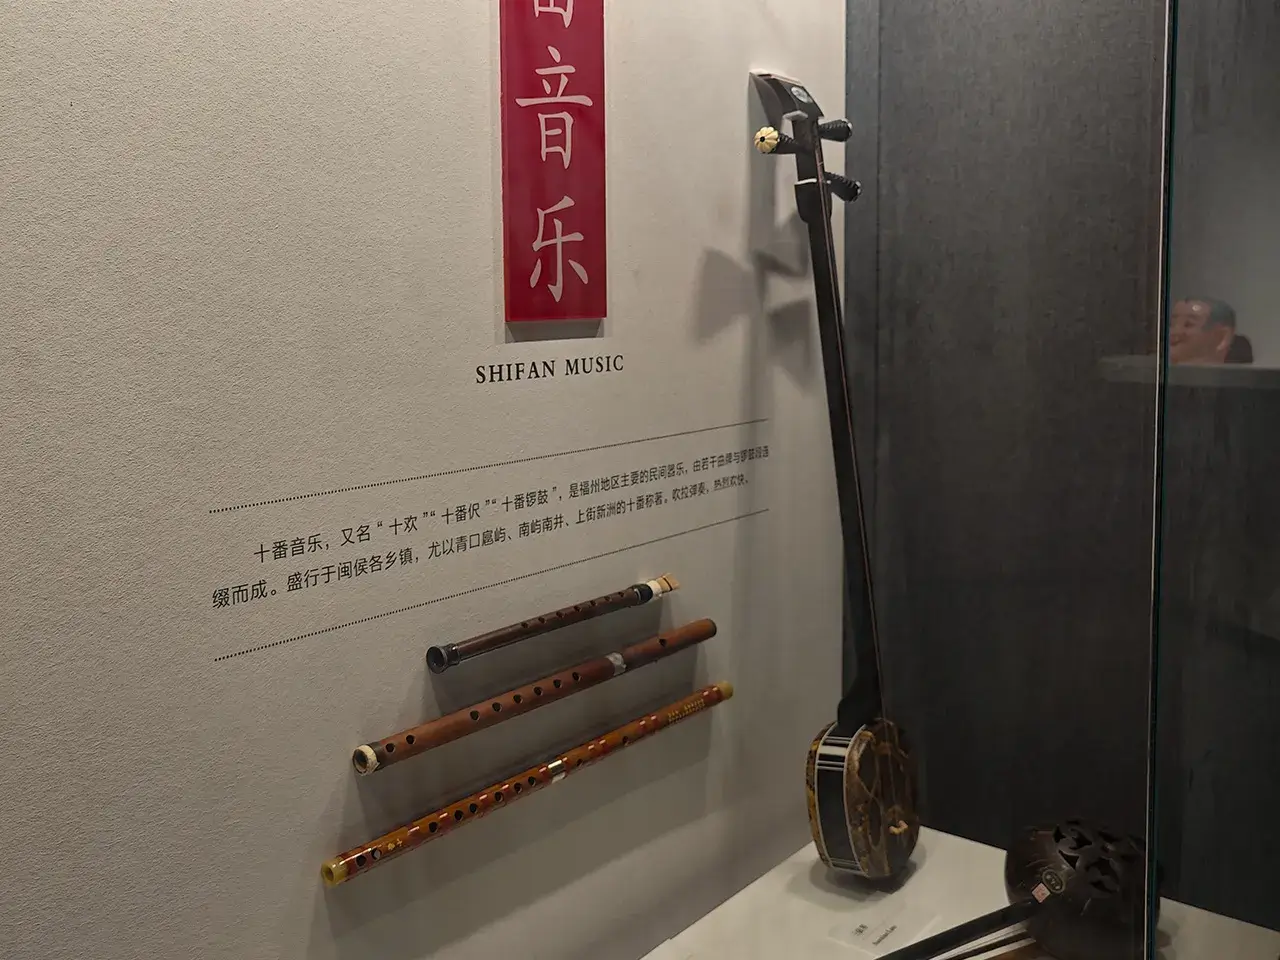 音
乐
SHIFAN MUSIC
十番音乐，又名“十欢”“十番伬”“十番锣鼓”，是福州地区主要的民间器乐，由若干曲牌与锣鼓段连
缀而成。盛行于闽侯各乡镇，尤以青口扈屿、南屿南井、上街新洲的十番称著。吹拉弹奏，热烈欢快。